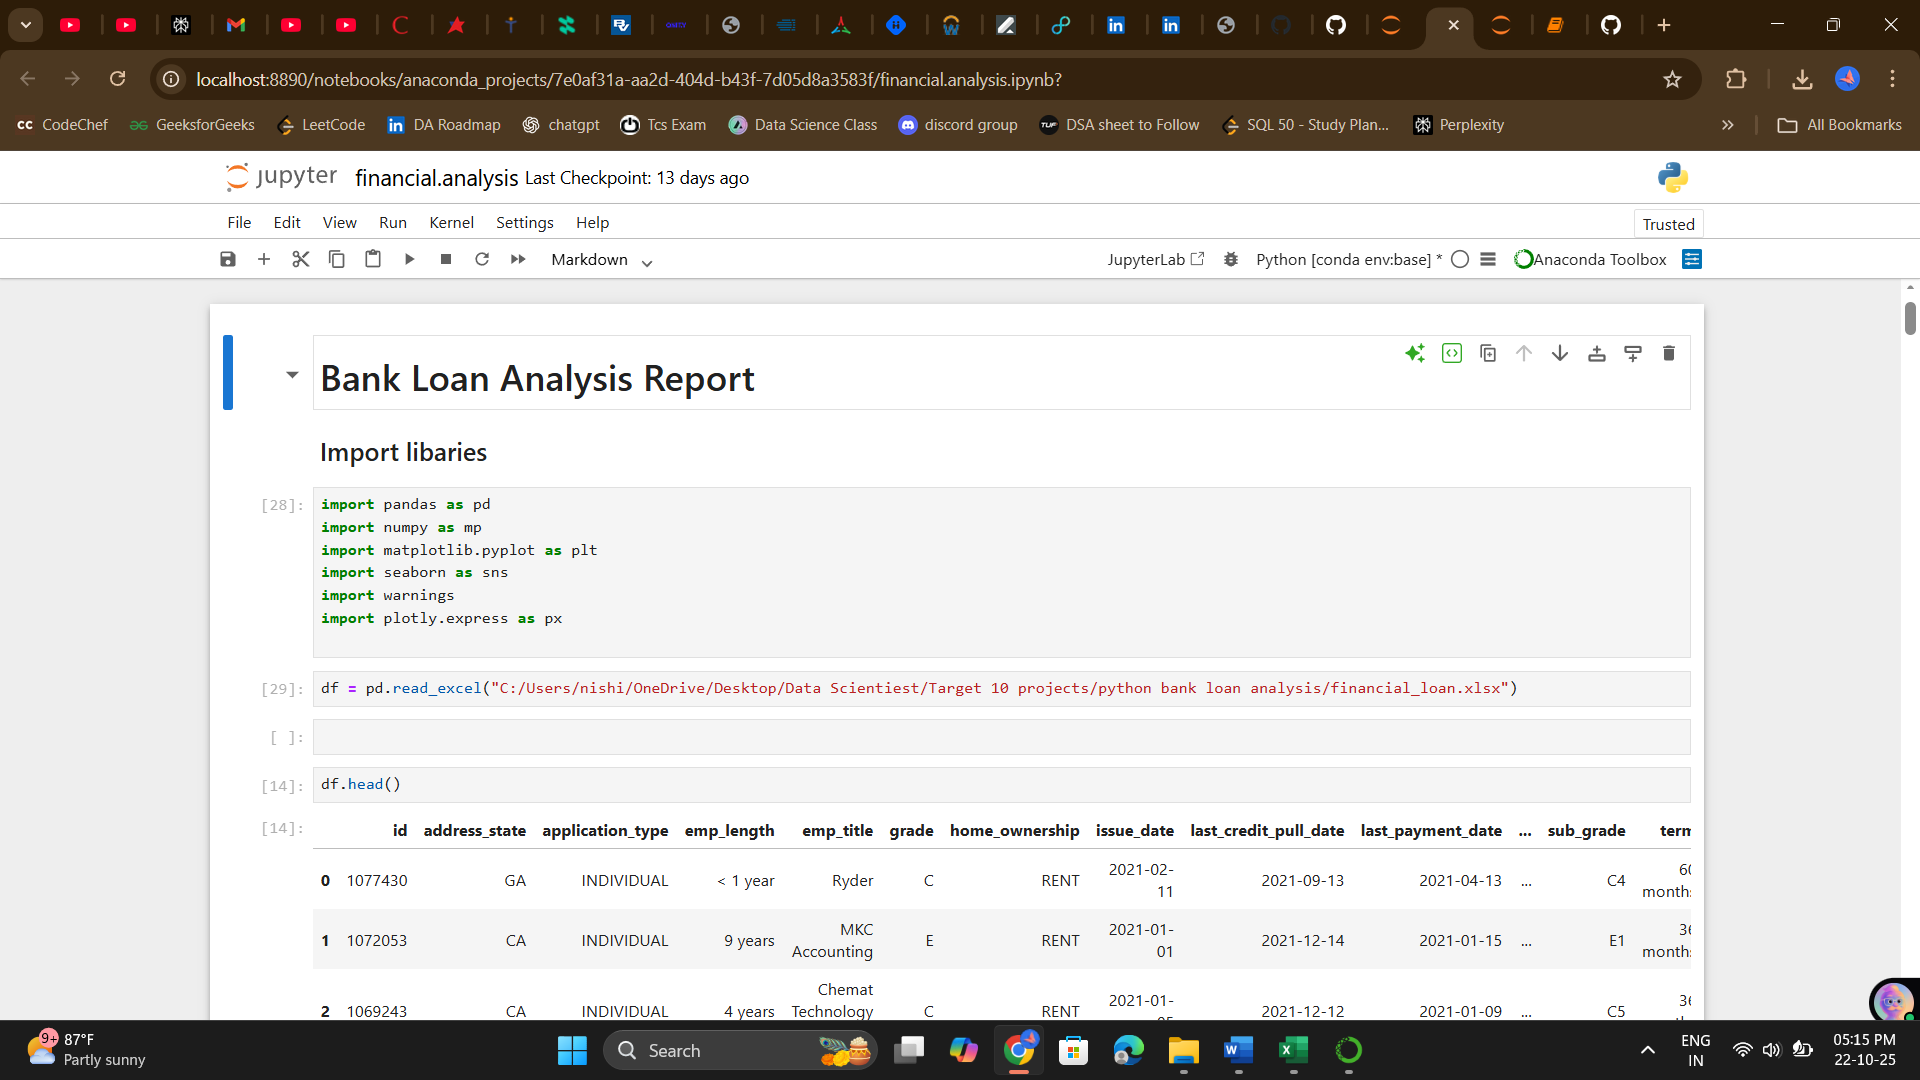 localhost:8890/notebooks/anaconda_projects/7e0af31a-aa2d-404d-b43f-7d05d8a3583f/financial.analysis.ipynb?
CC CodeChef GeeksforGeeks LeetCode in DA Roadmap chatgpt Tcs Exam Data Science Class discord group TUF DSA sheet to Follow SQL 50 - Study Plan... Perplexity » All Bookmarks
jupyter financial.analysis Last Checkpoint: 13 days ago
File Edit View Run Kernel Settings Help Trusted
Markdown JupyterLab Python [conda env:base] * Anaconda Toolbox
Bank Loan Analysis Report
Import libaries
[28]: import pandas as pd
import numpy as mp
import matplotlib.pyplot as plt
import seaborn as sns
import warnings
import plotly.express as px
[29]: df = pd.read_excel("C:/Users/nishi/OneDrive/Desktop/Data Scientiest/Target 10 projects/python bank loan analysis/financial_loan.xlsx")
[ ]:
[14]: df.head()
[14]: id address_state application_type emp_length emp_title grade home_ownership issue_date last_credit_pull_date last_payment_date ... sub_grade term
0 1077430 GA INDIVIDUAL < 1 year Ryder C RENT 2021-02-11 2021-09-13 2021-04-13 ... C4 60 months
1 1072053 CA INDIVIDUAL 9 years MKC Accounting E RENT 2021-01-01 2021-12-14 2021-01-15 ... E1 36 months
2 1069243 CA INDIVIDUAL 4 years Chemat Technology C RENT 2021-01-05 2021-12-12 2021-01-09 ... C5 36
9+ 87°F
Partly sunny
Search
ENG
IN
05:15 PM
22-10-25